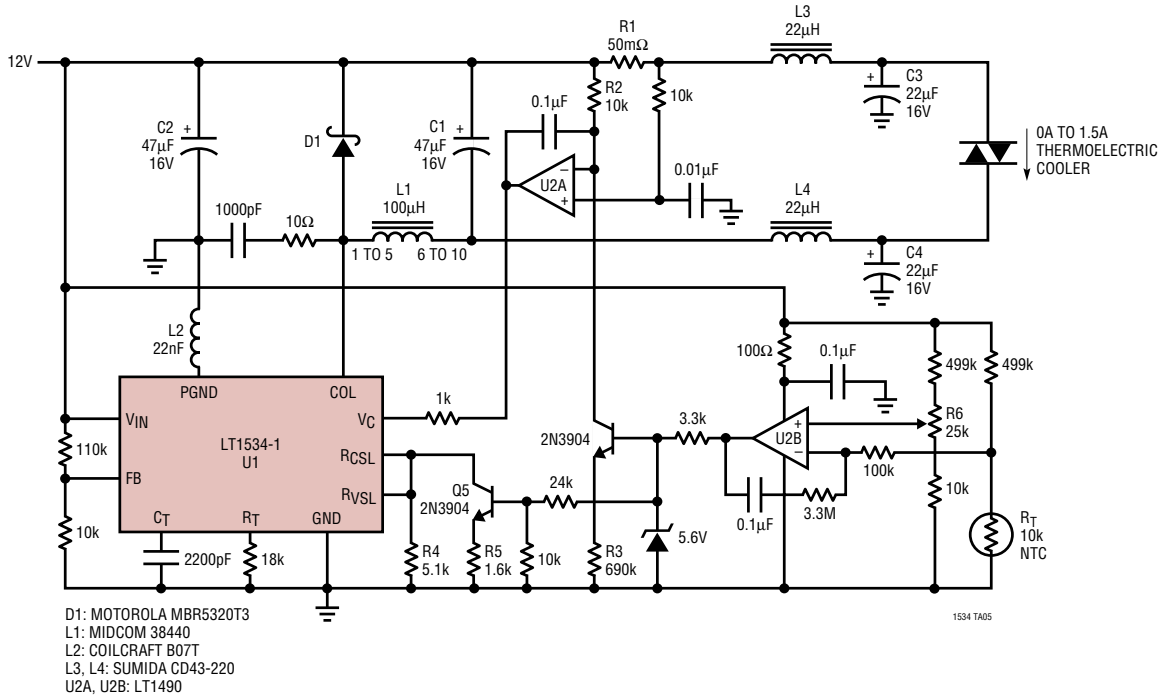 L3
22µH
R1
50mΩ
12V
C3
22µF
16V
R2
10k
10k
0.1µF
C2
47µF
16V
D1
C1
47µF
16V
0A TO 1.5A
THERMOELECTRIC
COOLER
U2A
0.01µF
L1
100µH
L4
22µH
1000pF
10Ω
1 TO 5
6 TO 10
C4
22µF
16V
L2
22nF
100Ω
0.1µF
499k
499k
PGND
COL
1k
VIN
VC
3.3k
R6
25k
2N3904
U2B
LT1534-1
U1
110k
RCSL
100k
FB
Q5
2N3904
24k
RVSL
10k
0.1µF
3.3M
CT
RT
GND
RT
10k
NTC
5.6V
10k
2200pF
18k
R4
5.1k
R5
1.6k
10k
R3
690k
D1: MOTOROLA MBR5320T3
L1: MIDCOM 38440
L2: COILCRAFT B07T
L3, L4: SUMIDA CD43-220
U2A, U2B: LT1490
1534 TA05